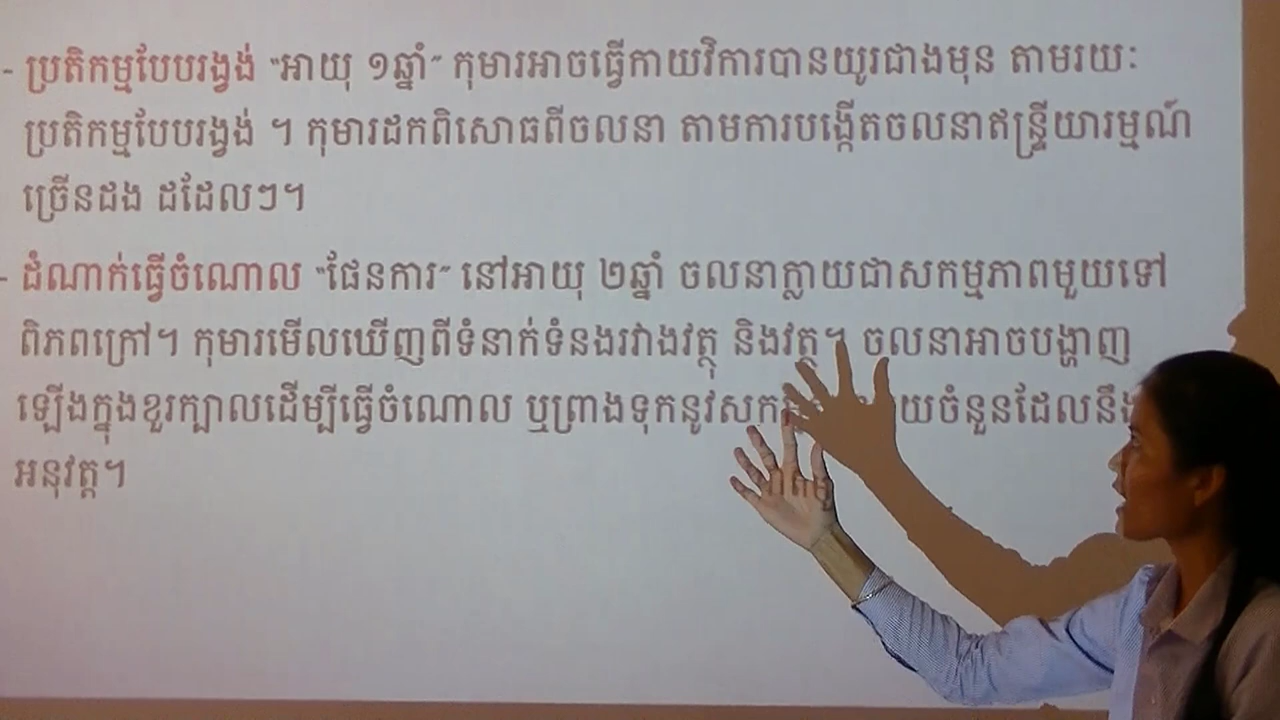 - ប្រតិកម្មបែបរង្វង់ “អាយុ ១ឆ្នាំ” កុមារអាចធ្វើកាយវិការបានយូរជាងមុន តាមរយៈ
ប្រតិកម្មបែបរង្វង់ ។ កុមារដកពិសោធពីចលនា តាមការបង្កើតចលនាឥន្ទ្រីយារម្មណ៍
ច្រើនដង ដដែលៗ។
- ដំណាក់ធ្វើចំណោល “ផែនការ” នៅអាយុ ២ឆ្នាំ ចលនាក្លាយជាសកម្មភាពមួយទៅ
ពិភពក្រៅ។ កុមារមើលឃើញពីទំនាក់ទំនងរវាងវត្ថុ និងវត្ថុ។ ចលនាអាចបង្ហាញ
ឡើងក្នុងខួរក្បាលដើម្បីធ្វើចំណោល ឬព្រាងទុកនូវ ដែលនឹង
អនុវត្ត។